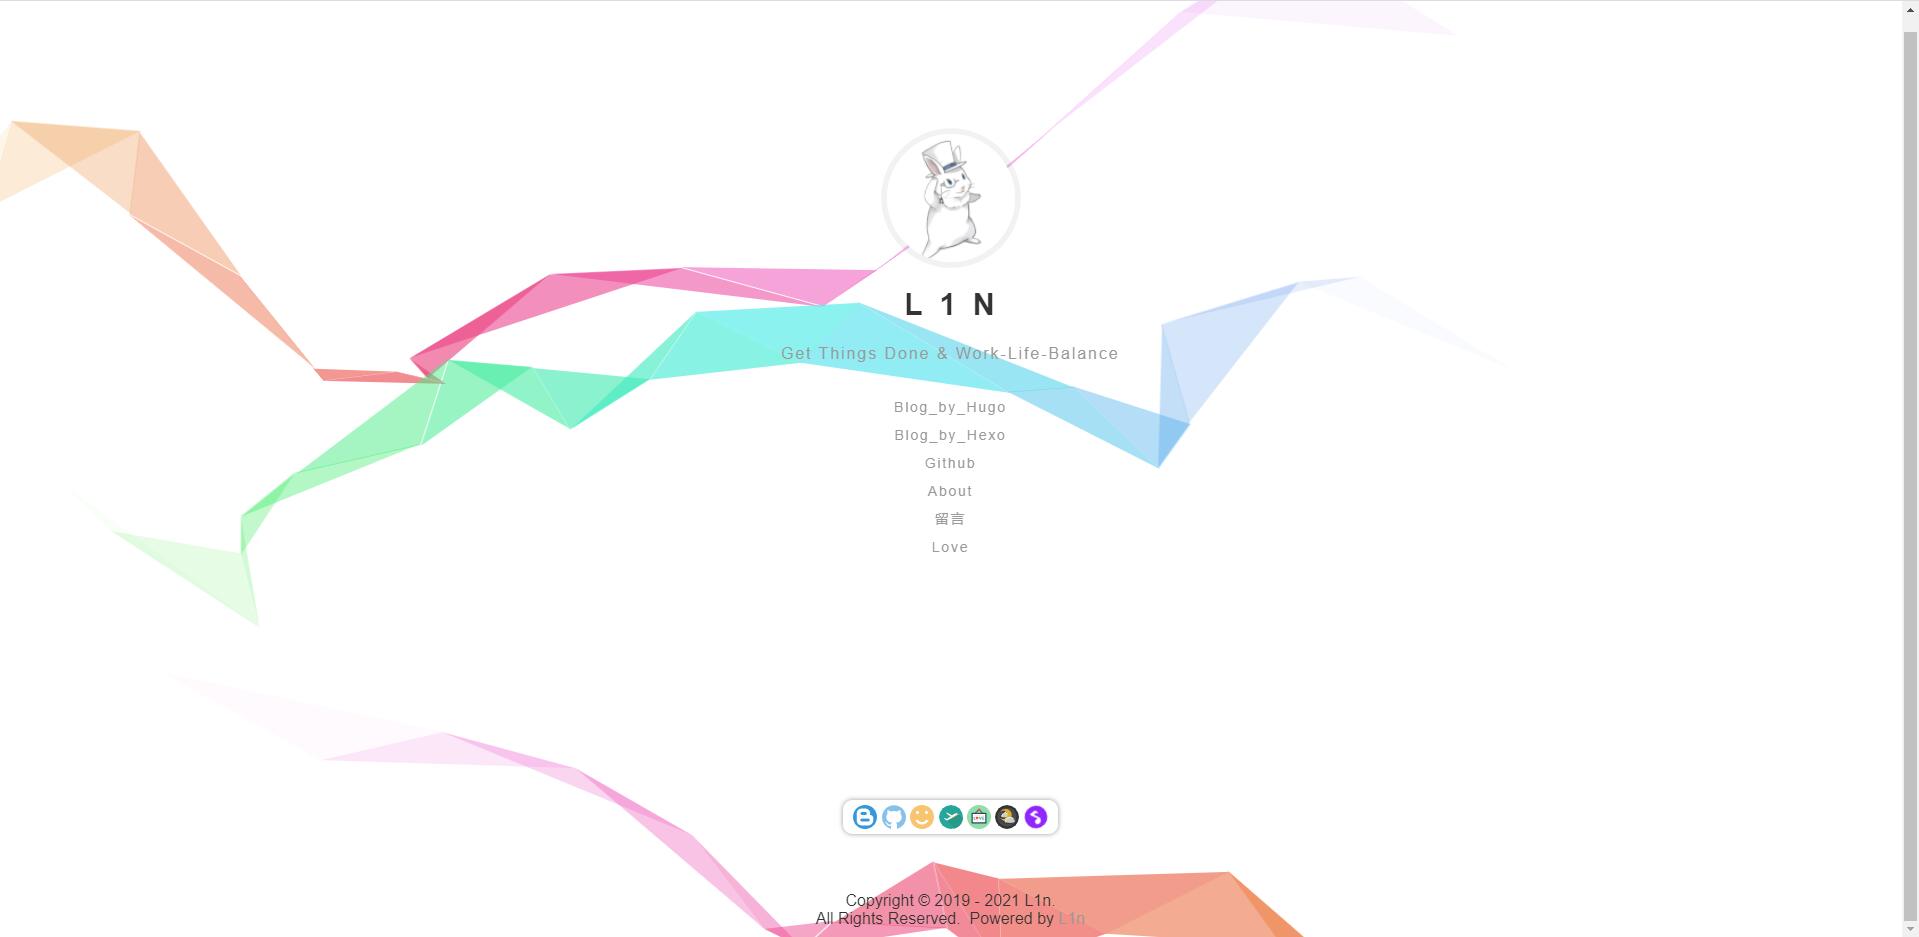 L 1 N
Get Things Done & Work-Life-Balance
Blog_by_Hugo
Blog_by_Hexo
Github
About
留言
Love
Copyright © 2019 - 2021 L1n.
All Rights Reserved. Powered by L1n